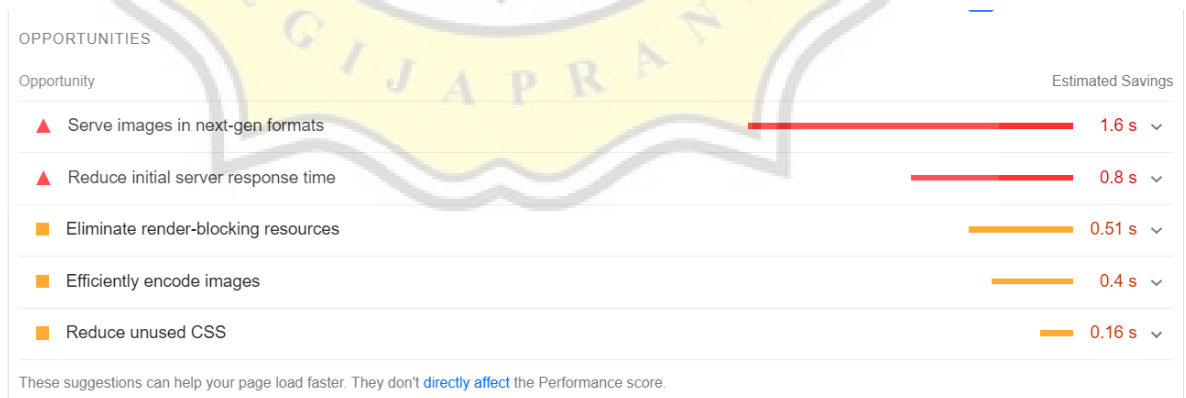 GIJAPRAN
OPPORTUNITIES
Opportunity Estimated Savings
Serve images in next-gen formats 1.6 s
Reduce initial server response time 0.8 s
Eliminate render-blocking resources 0.51 s
Efficiently encode images 0.4 s
Reduce unused CSS 0.16 s
These suggestions can help your page load faster. They don't directly affect the Performance score.